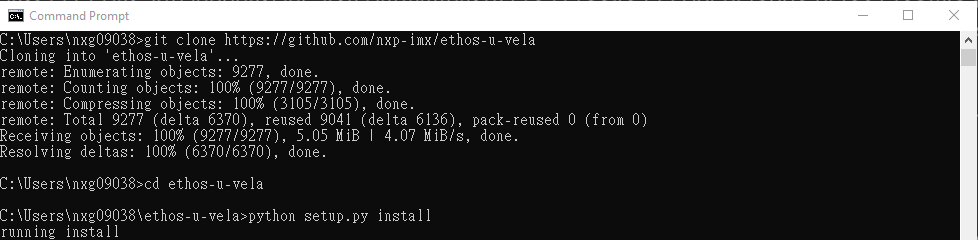 Command Prompt
C:\Users\nxg09038>git clone https://github.com/nxp-imx/ethos-u-vela
Cloning into 'ethos-u-vela'...
remote: Enumerating objects: 9277, done.
remote: Counting objects: 100% (9277/9277), done.
remote: Compressing objects: 100% (3105/3105), done.
remote: Total 9277 (delta 6370), reused 9041 (delta 6136), pack-reused 0 (from 0)
Receiving objects: 100% (9277/9277), 5.05 MiB | 4.07 MiB/s, done.
Resolving deltas: 100% (6370/6370), done.
C:\Users\nxg09038>cd ethos-u-vela
C:\Users\nxg09038\ethos-u-vela>python setup.py install
running install